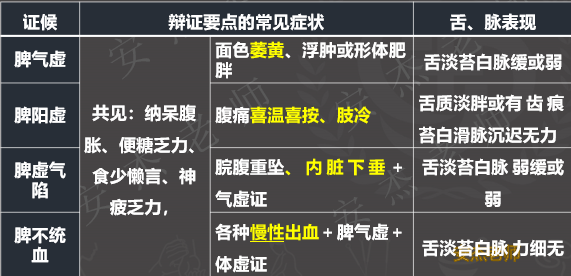 证候 辩证要点的常见症状 舌、脉表现
脾气虚
共见：纳呆腹
胀、便糖乏力、
食少懒言、神
疲乏力，
面色萎黄、浮肿或形体肥
胖
舌淡苔白脉缓或弱
脾阳虚
腹痛喜温喜按、肢冷
舌质淡胖或有 齿 痕
苔白滑脉沉迟无力
脾虚气
陷
脘腹重坠、内 脏 下 垂 +
气虚证
舌淡苔白脉 弱缓或
弱
脾不统
血
各种慢性出血 + 脾气虚 +
体虚证
舌淡苔白脉 力细无
安杰老师